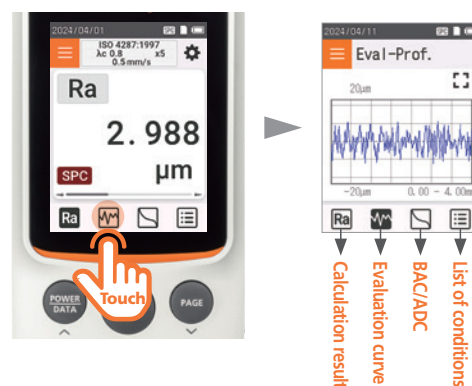 2024/04/01
SPC
ISO 4287:1997
λc 0.8 x5
0.5mm/s
Ra
2.988
μm
SPC
Ra
Touch
POWER
DATA
PAGE
2024/04/11
SPC
Eval-Prof.
20μm
-20μm 0.00 - 4.00m
Ra
Calculation result
Evaluation curve
BAC/ADC
List of conditions